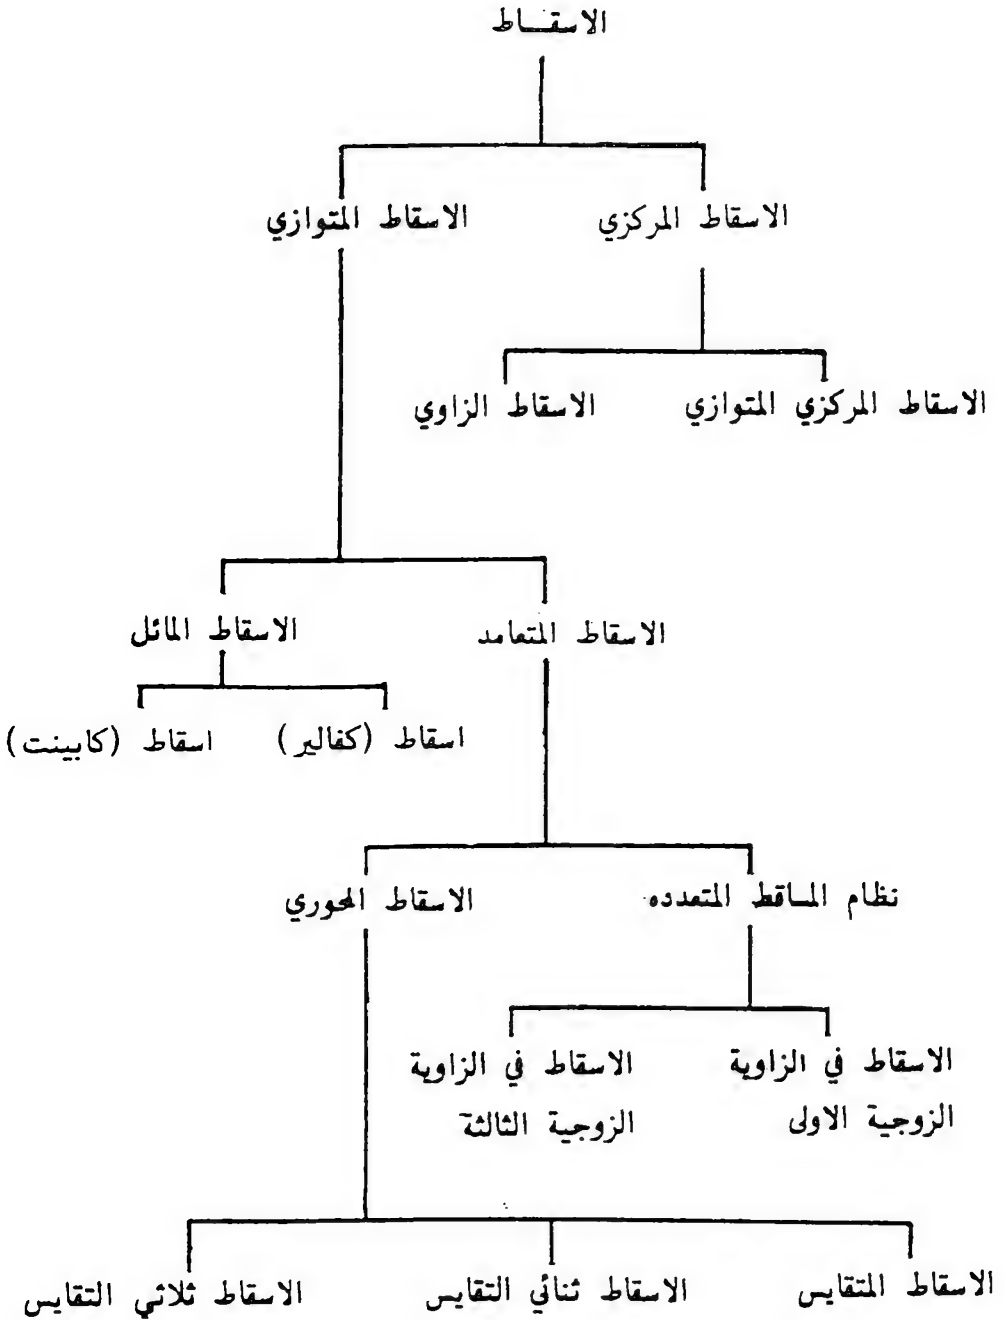 الاسقـاط
الاسقاط المركزي
الاسقاط المتوازي
الاسقاط المركزي المتوازي
الاسقاط الزاوي
الاسقاط المتعامد
الاسقاط المائل
اسقاط (كفالير)
اسقاط (كابينت)
نظام المساقط المتعدده
الاسقاط المحوري
الاسقاط في الزاوية
الزوجية الاولى
الاسقاط في الزاوية
الزوجية الثالثة
الاسقاط المتقايس
الاسقاط ثنائي التقايس
الاسقاط ثلاثي التقايس